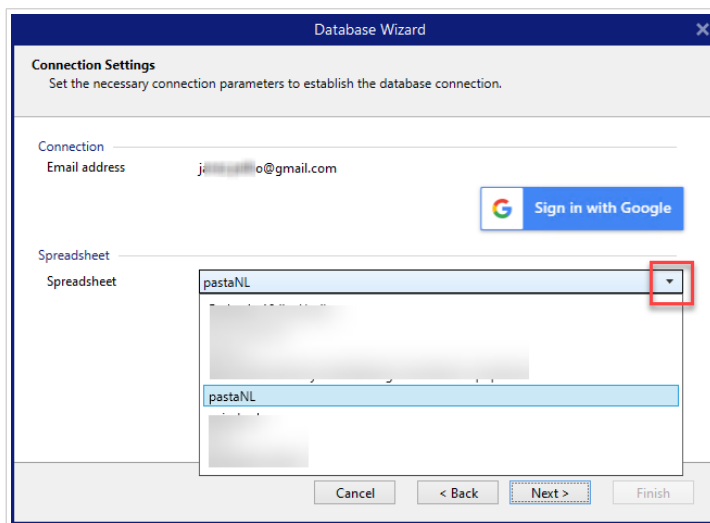 Database Wizard
Connection Settings
Set the necessary connection parameters to establish the database connection.
Connection
Email address
o@gmail.com
Sign in with Google
Spreadsheet
Spreadsheet
pastaNL
pastaNL
Cancel
< Back
Next >
Finish